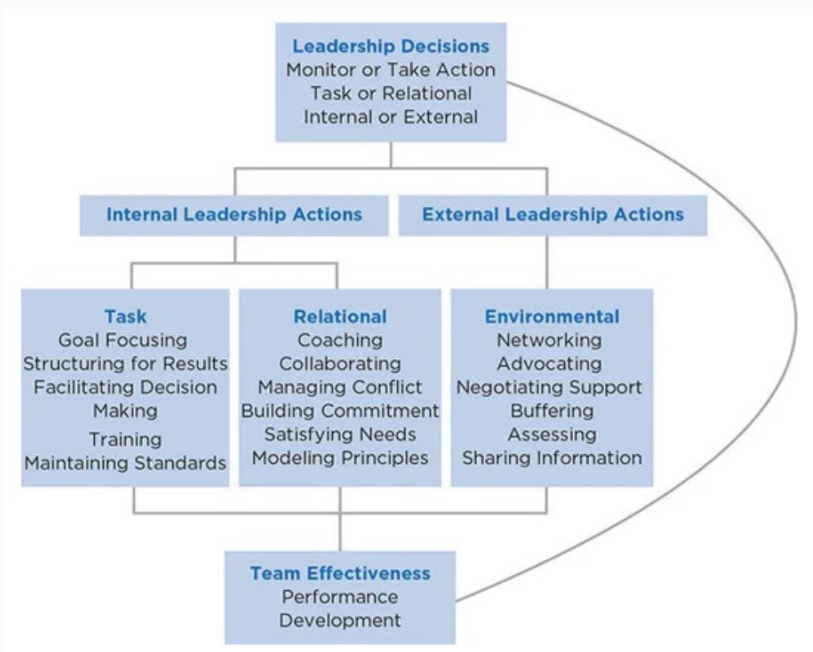 Leadership Decisions
Monitor or Take Action
Task or Relational
Internal or External
Internal Leadership Actions
External Leadership Actions
Task
Goal Focusing
Structuring for Results
Facilitating Decision
Making
Training
Maintaining Standards
Relational
Coaching
Collaborating
Managing Conflict
Building Commitment
Satisfying Needs
Modeling Principles
Environmental
Networking
Advocating
Negotiating Support
Buffering
Assessing
Sharing Information
Team Effectiveness
Performance
Development